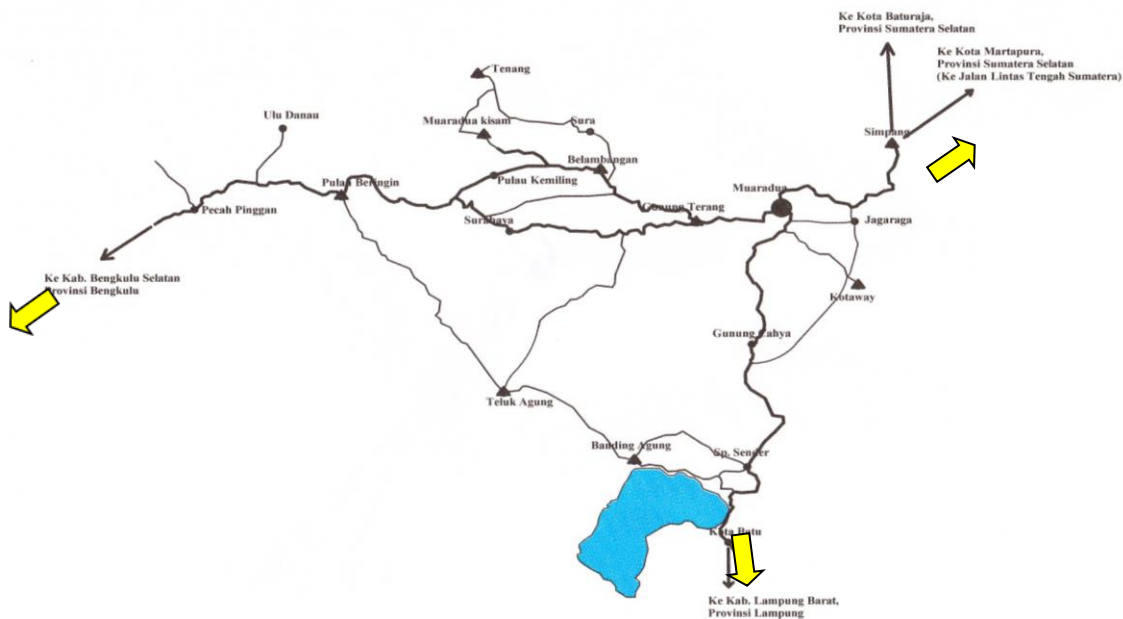 Ke Kota Baturaja,
Provinsi Sumatera Selatan
Ke Kota Martapura,
Provinsi Sumatera Selatan
(Ke Jalan Lintas Tengah Sumatera)
Tenang
Ulu Danau
Muaradua kisam
Sura
Simpang
Belambangan
Pulau Beringin
Pulau Kemiling
Muaradua
Pecah Pinggan
Surabaya
Gunung Terang
Jagaraga
Ke Kab. Bengkulu Selatan
Provinsi Bengkulu
Kotaway
Gunung Cahya
Teluk Agung
Banding Agung
Sp. Sender
Kota Batu
Ke Kab. Lampung Barat,
Provinsi Lampung